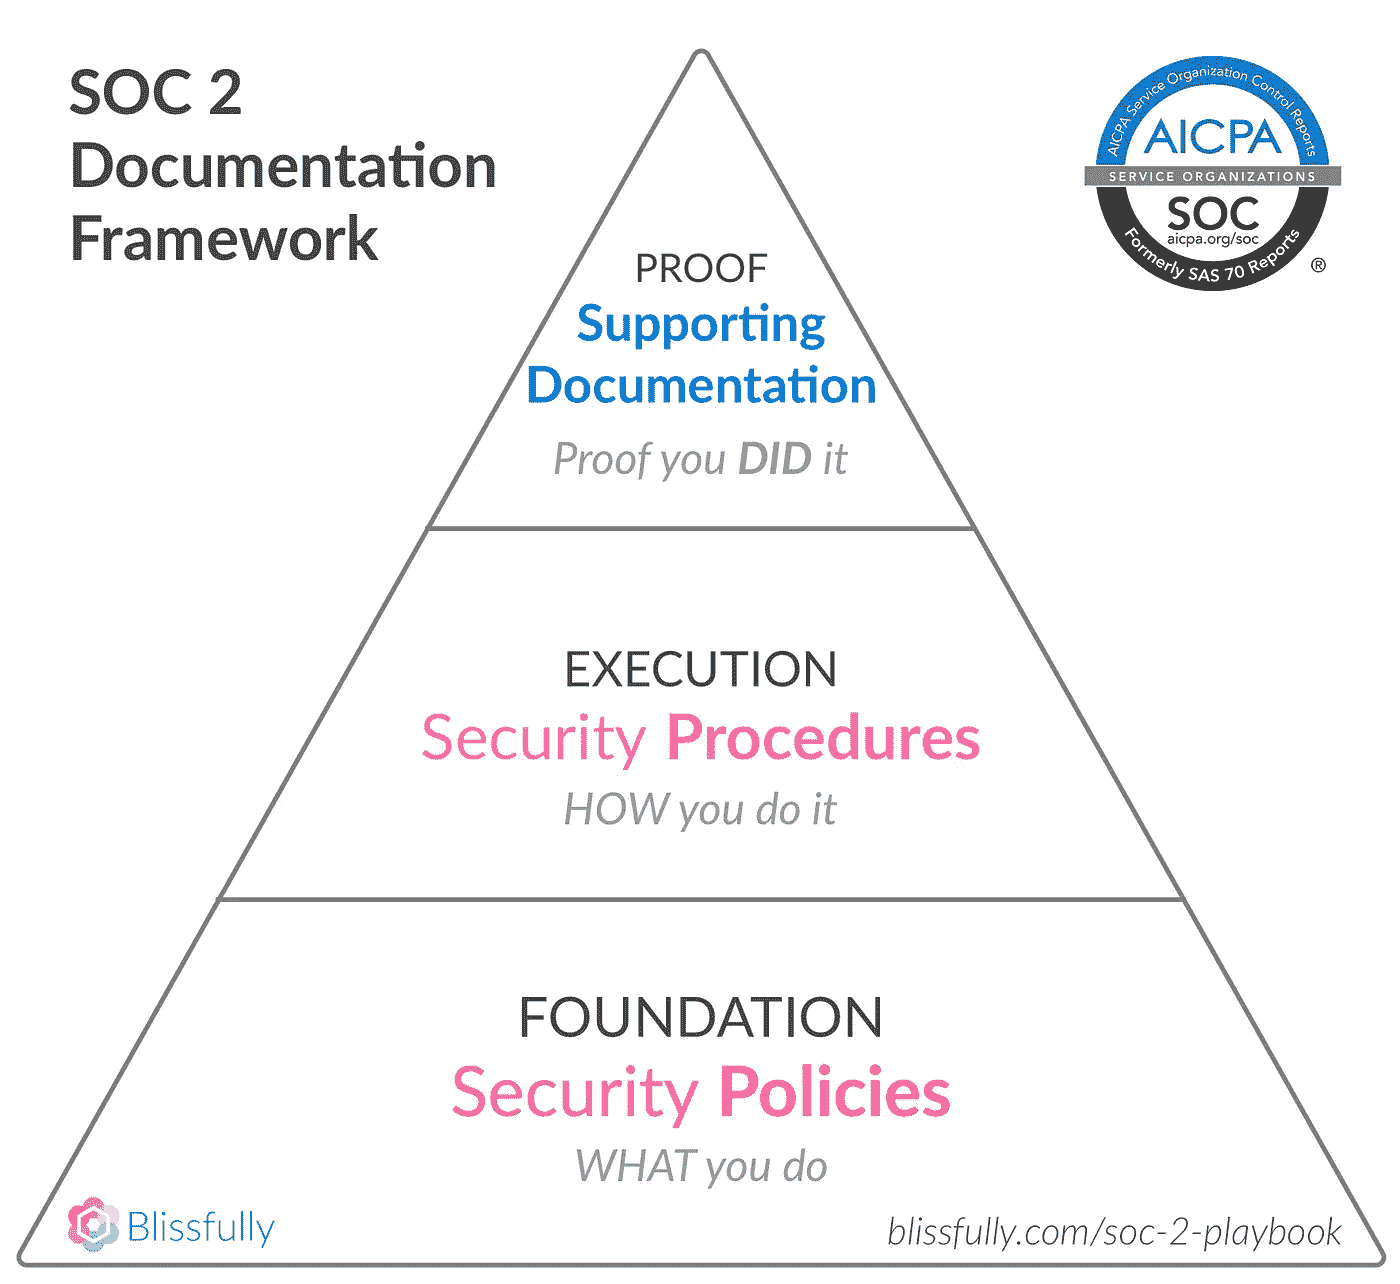 SOC 2
Documentation
Framework
AICPA Service Organization Control Reports
AICPA
SERVICE ORGANIZATIONS
SOC
aicpa.org/soc
Formerly SAS 70 Reports
®
PROOF
Supporting
Documentation
Proof you DID it
EXECUTION
Security Procedures
HOW you do it
FOUNDATION
Security Policies
WHAT you do
Blissfully
blissfully.com/soc-2-playbook